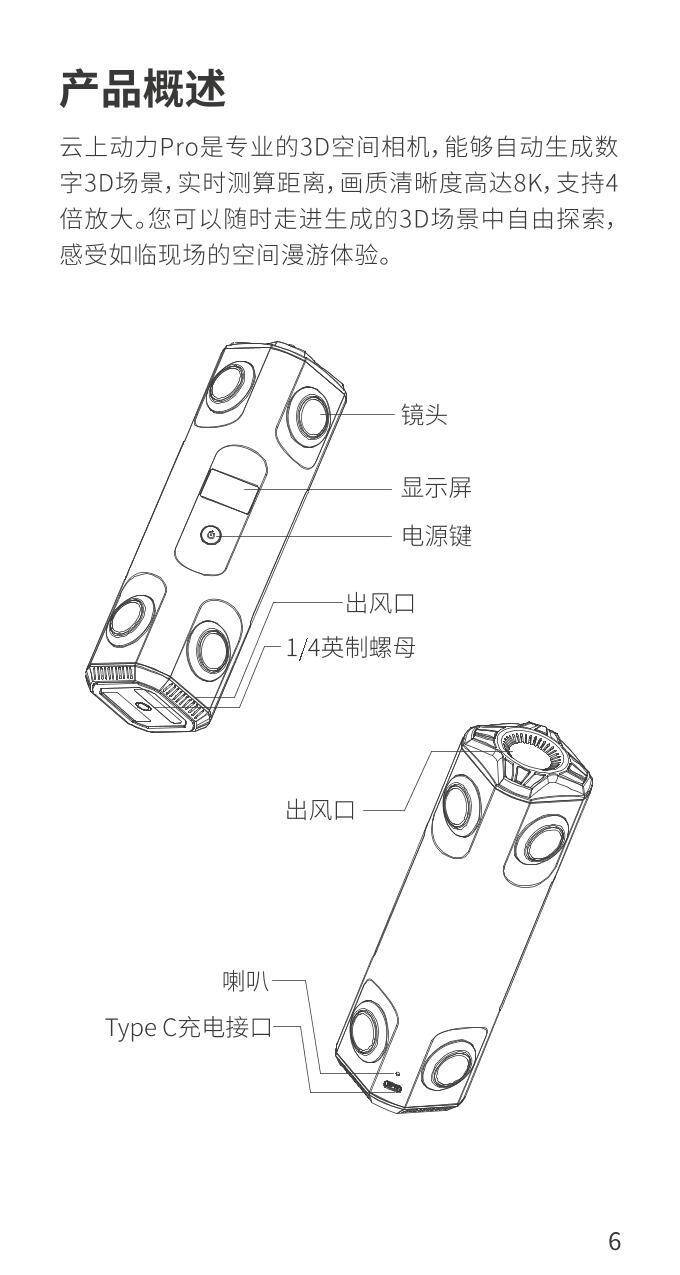 产品概述
云上动力Pro是专业的3D空间相机，能够自动生成数
字3D场景，实时测算距离，画质清晰度高达8K，支持4
倍放大。您可以随时走进生成的3D场景中自由探索，
感受如临现场的空间漫游体验。
镜头
显示屏
电源键
出风口
1/4英制螺母
出风口
喇叭
Type C充电接口
6